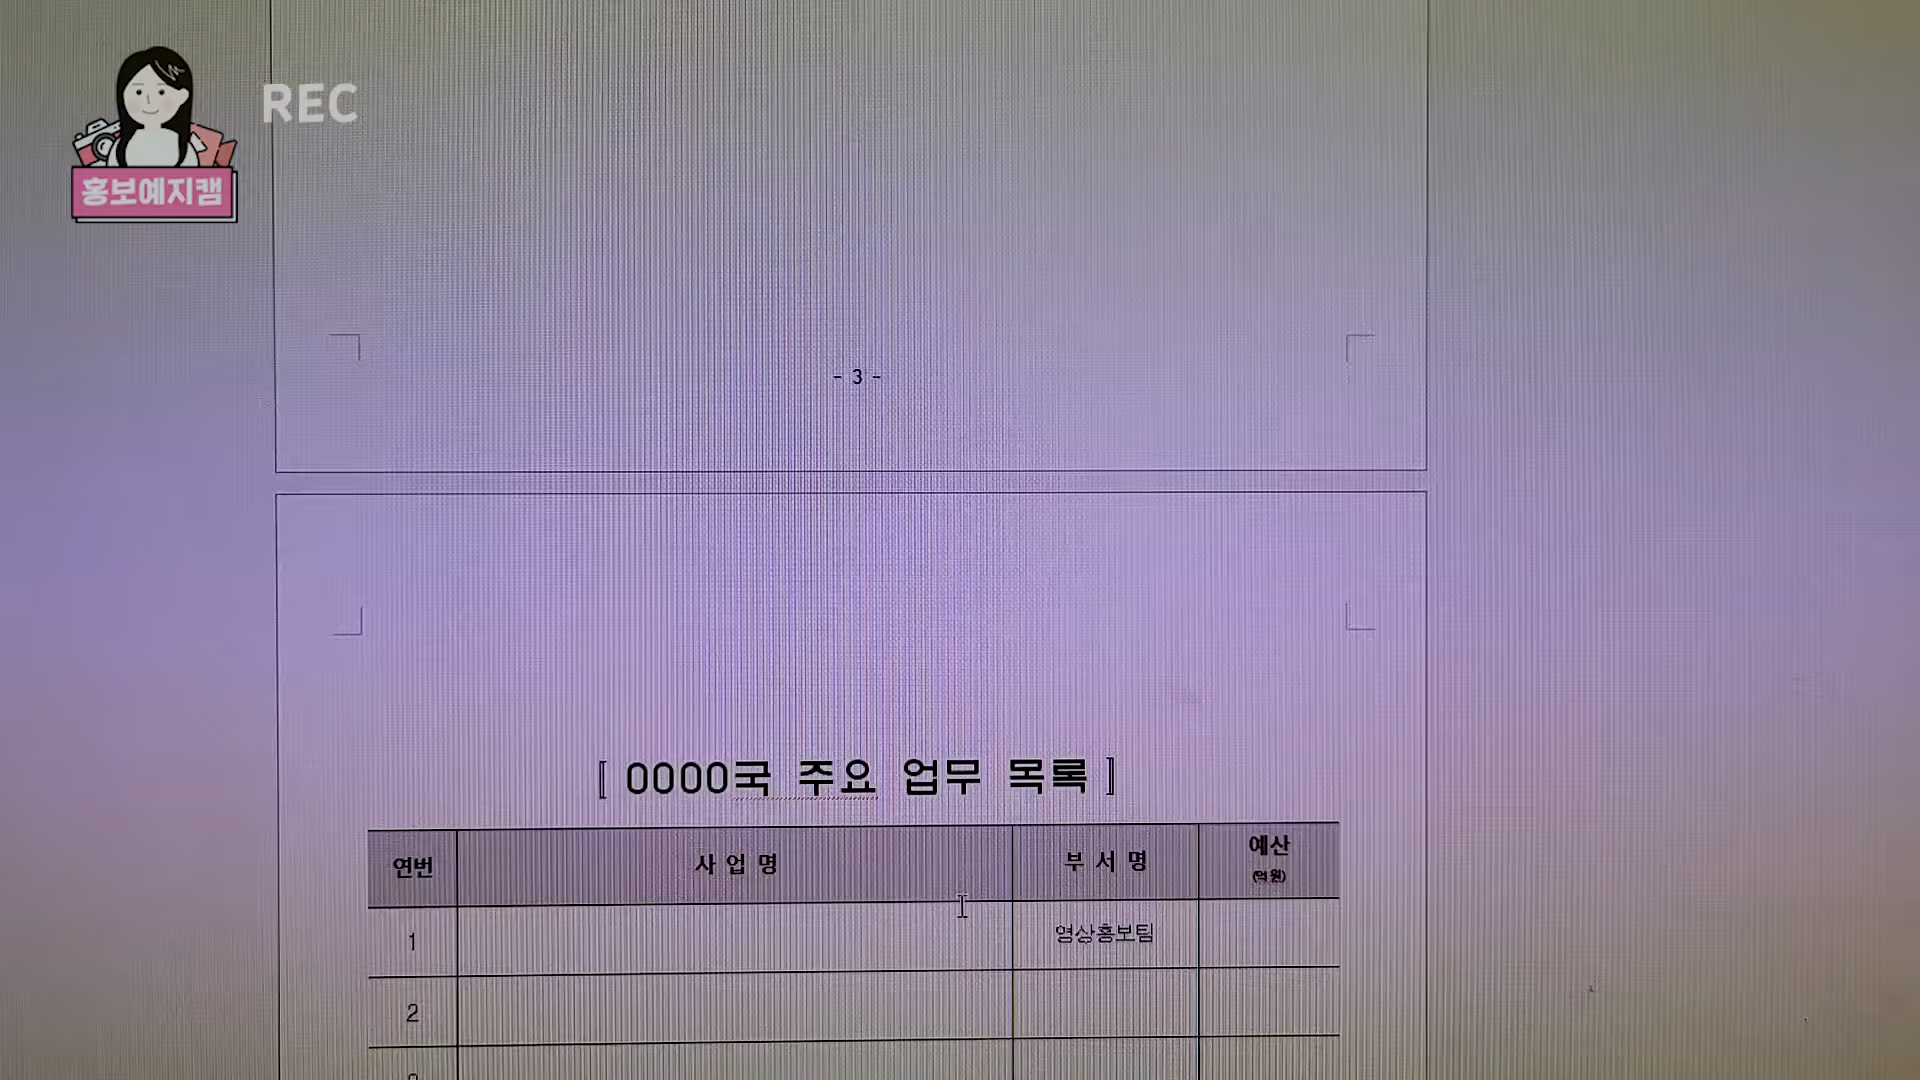 REC
홍보예지캠
- 3 -
[ 0000국 주요 업무 목록 ]
연번 사 업 명 부 서 명 예산
(억원)
1 영상홍보팀
2